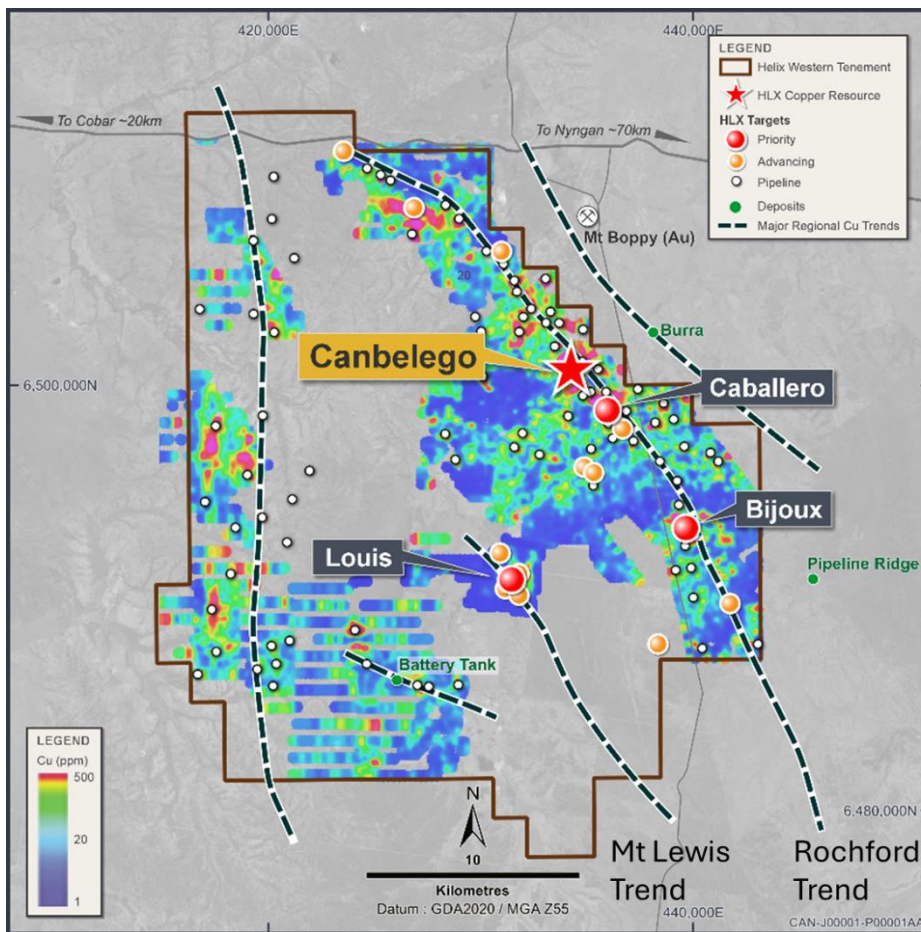 420,000E
440,000E
LEGEND
Helix Western Tenement
HLX Copper Resource
HLX Targets
Priority
Advancing
Pipeline
Deposits
Major Regional Cu Trends
To Cobar ~20km
To Nyngan ~70km
Mt Boppy (Au)
20
Burra
Canbelego
6,500,000N
Caballero
Bijoux
Louis
Pipeline Ridge
Battery Tank
LEGEND
Cu (ppm)
500
20
1
N
10
Kilometres
Datum : GDA2020 / MGA Z55
6,480,000N
Mt Lewis
Trend
Rochford
Trend
440,000E
CAN-J00001-P00001AA